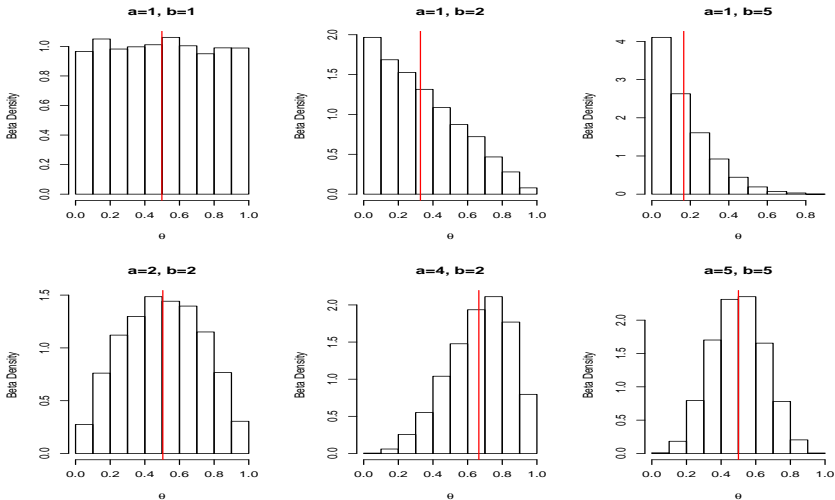 a=1, b=1
Beta Density
0.0 0.2 0.4 0.6 0.8 1.0
0.0 0.2 0.4 0.6 0.8 1.0
θ
a=1, b=2
Beta Density
0.0 0.5 1.0 1.5 2.0
0.0 0.2 0.4 0.6 0.8 1.0
θ
a=1, b=5
Beta Density
0 1 2 3 4
0.0 0.2 0.4 0.6 0.8
θ
a=2, b=2
Beta Density
0.0 0.5 1.0 1.5
0.0 0.2 0.4 0.6 0.8 1.0
θ
a=4, b=2
Beta Density
0.0 0.5 1.0 1.5 2.0
0.0 0.2 0.4 0.6 0.8 1.0
θ
a=5, b=5
Beta Density
0.0 0.5 1.0 1.5 2.0
0.0 0.2 0.4 0.6 0.8 1.0
θ